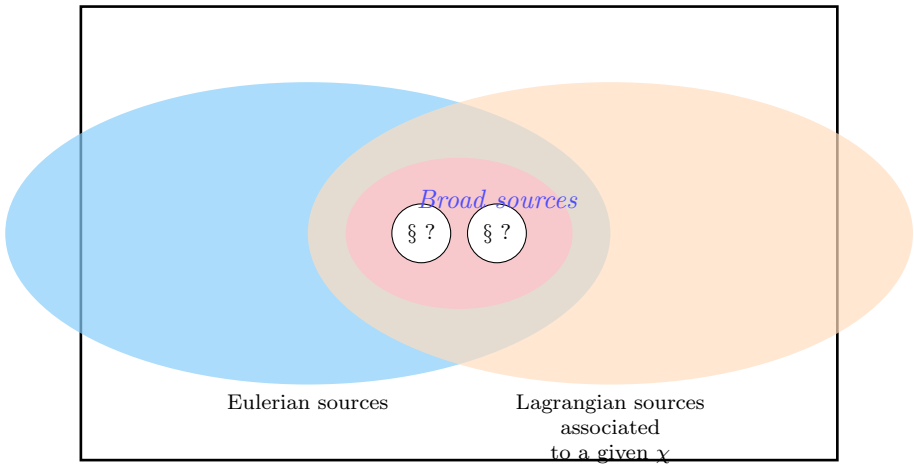 Broad sources
§ ?
§ ?
Eulerian sources
Lagrangian sources
associated
to a given χ